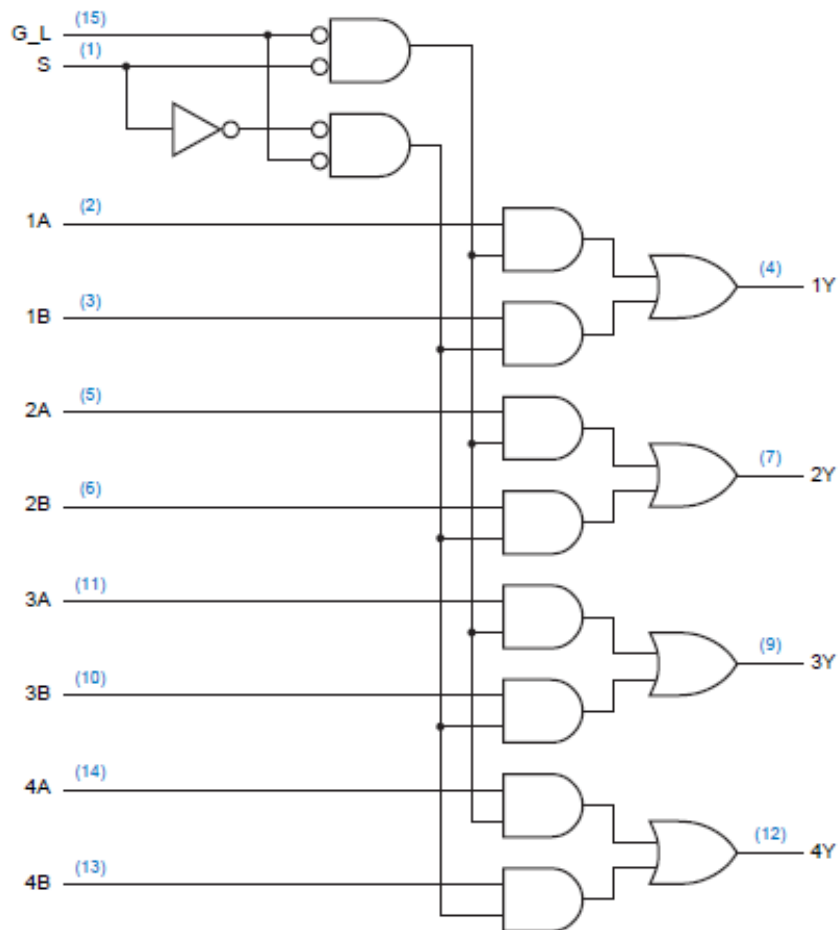 G_L (15)
S (1)
1A (2)
(4) 1Y
1B (3)
2A (5)
(7) 2Y
2B (6)
3A (11)
(9) 3Y
3B (10)
4A (14)
(12) 4Y
4B (13)